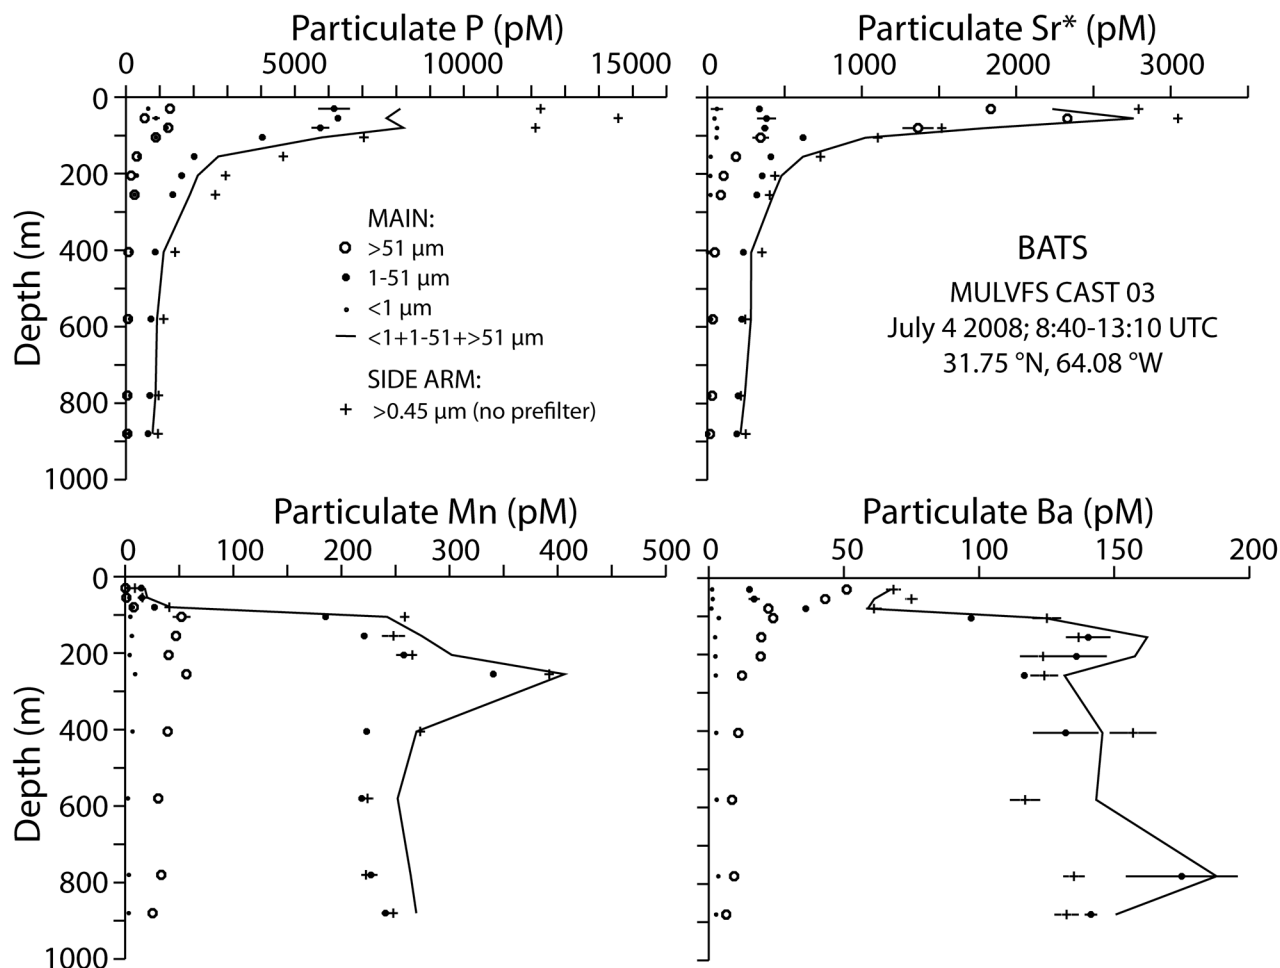 Particulate P (pM)
0 5000 10000 15000
Particulate Sr* (pM)
0 1000 2000 3000
0
200
400
600
800
1000
Depth (m)
MAIN:
>51 µm
1-51 µm
<1 µm
<1+1-51+>51 µm
SIDE ARM:
>0.45 µm (no prefilter)
BATS
MULVFS CAST 03
July 4 2008; 8:40-13:10 UTC
31.75 °N, 64.08 °W
Particulate Mn (pM)
0 100 200 300 400 500
Particulate Ba (pM)
0 50 100 150 200
0
200
400
600
800
1000
Depth (m)